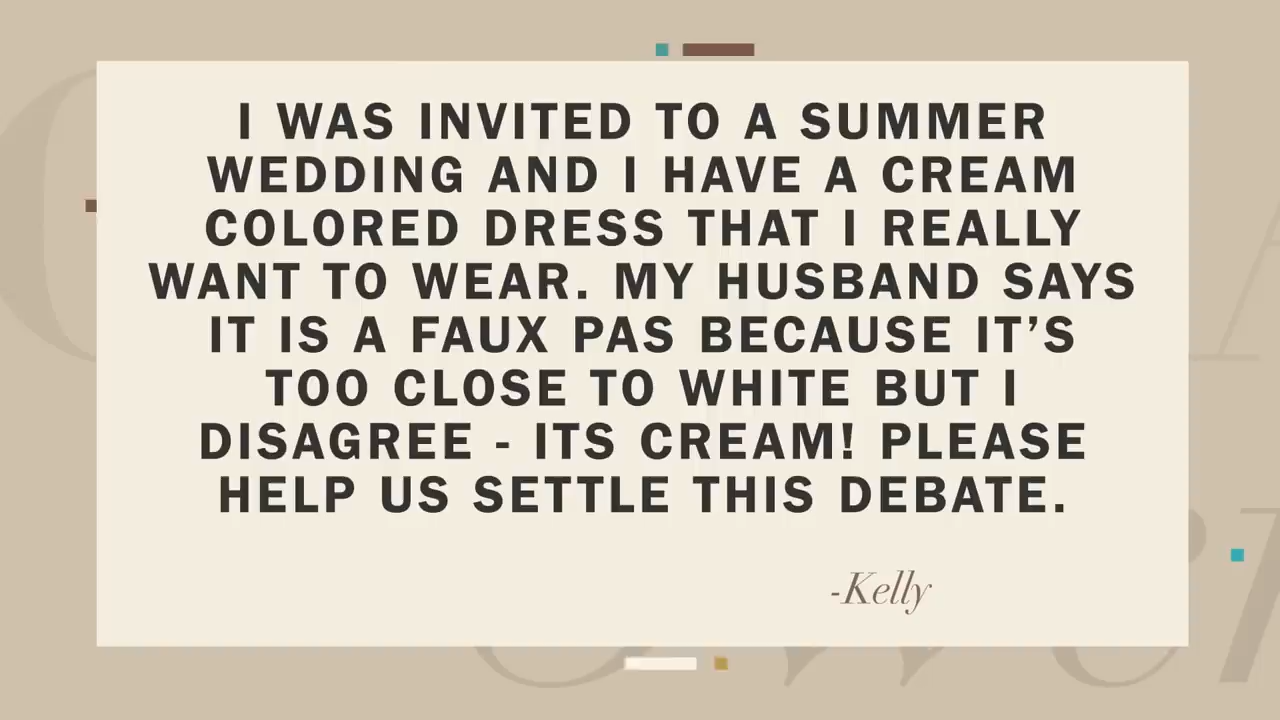 I WAS INVITED TO A SUMMER
WEDDING AND I HAVE A CREAM
COLORED DRESS THAT I REALLY
WANT TO WEAR. MY HUSBAND SAYS
IT IS A FAUX PAS BECAUSE IT’S
TOO CLOSE TO WHITE BUT I
DISAGREE - ITS CREAM! PLEASE
HELP US SETTLE THIS DEBATE.
-Kelly